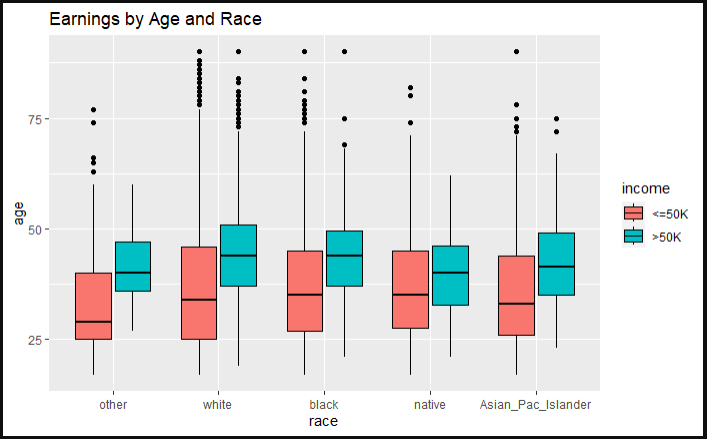 Earnings by Age and Race
age
75
50
25
other white black native Asian_Pac_Islander
race
income
<=50K
>50K